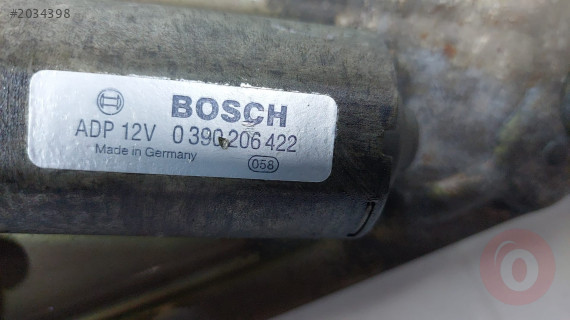 #2034398
BOSCH
ADP 12V 0 390 206 422
Made in Germany
058